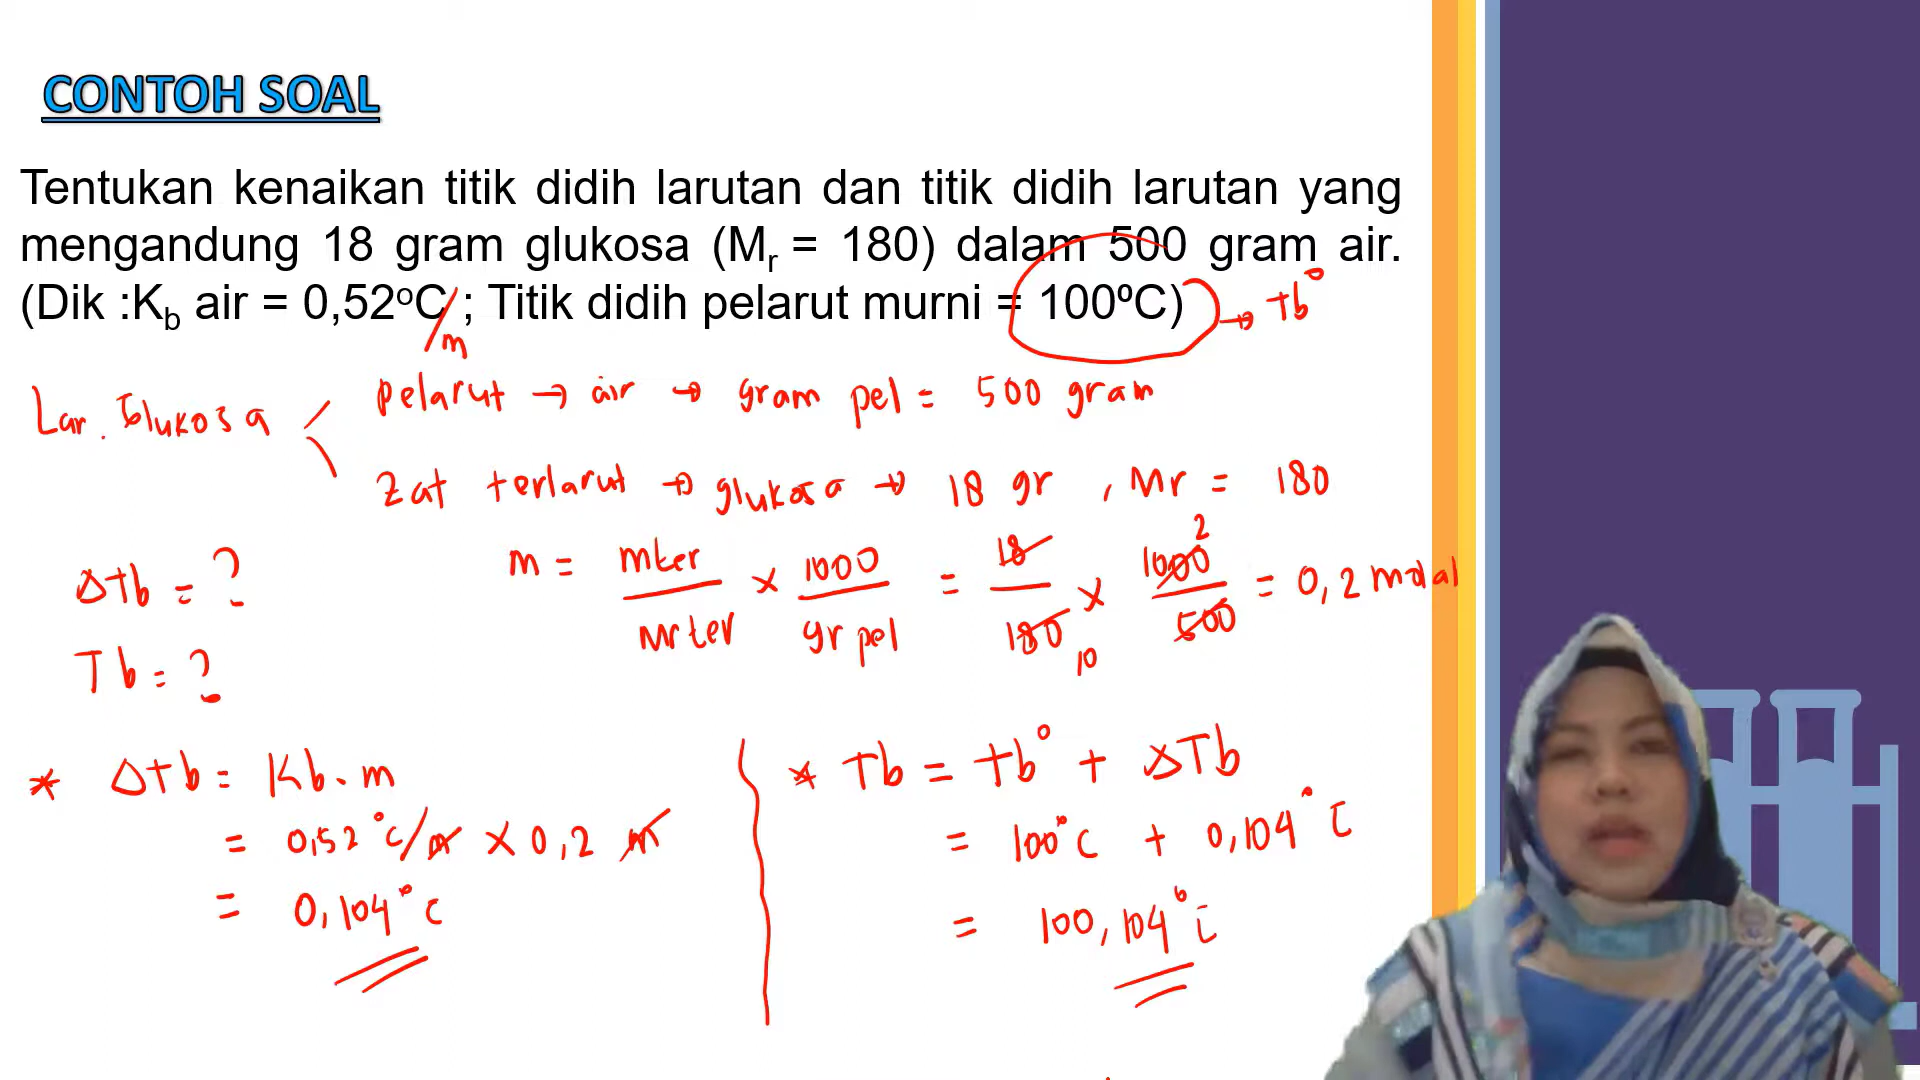 CONTOH SOAL
Tentukan kenaikan titik didih larutan dan titik didih larutan yang
mengandung 18 gram glukosa (Mr = 180) dalam 500 gram air.
(Dik :Kb air = 0,52ºC/m ; Titik didih pelarut murni = 100ºC) → Tb°
Lar. Glukosa < pelarut → air → gram pel = 500 gram
Zat terlarut → glukosa → 18 gr , Mr = 180
ΔTb = ?
m = mter/Mrter × 1000/gr pel = 18/180 10 × 1000 2/500 = 0,2 molal
Tb = ?
* ΔTb = Kb . m
= 0,52°C/m × 0,2 m
= 0,104°C
* Tb = Tb° + ΔTb
= 100°C + 0,104°C
= 100,104°C